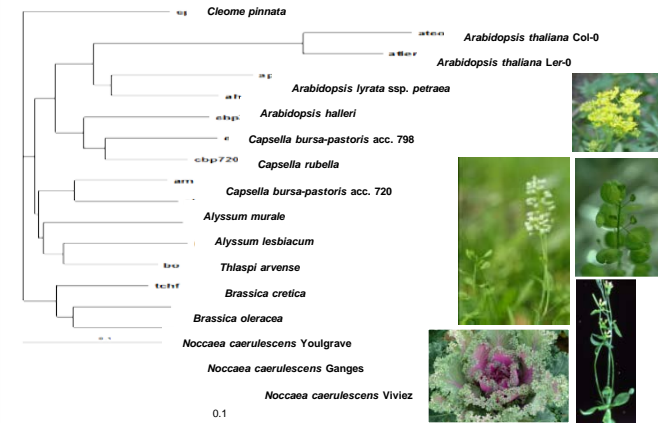 Cleome pinnata
Arabidopsis thaliana Col-0
Arabidopsis thaliana Ler-0
Arabidopsis lyrata ssp. petraea
Arabidopsis halleri
Capsella bursa-pastoris acc. 798
cbp720
Capsella rubella
Capsella bursa-pastoris acc. 720
Alyssum murale
Alyssum lesbiacum
Thlaspi arvense
Brassica cretica
Brassica oleracea
Noccaea caerulescens Youlgrave
Noccaea caerulescens Ganges
Noccaea caerulescens Viviez
0.1